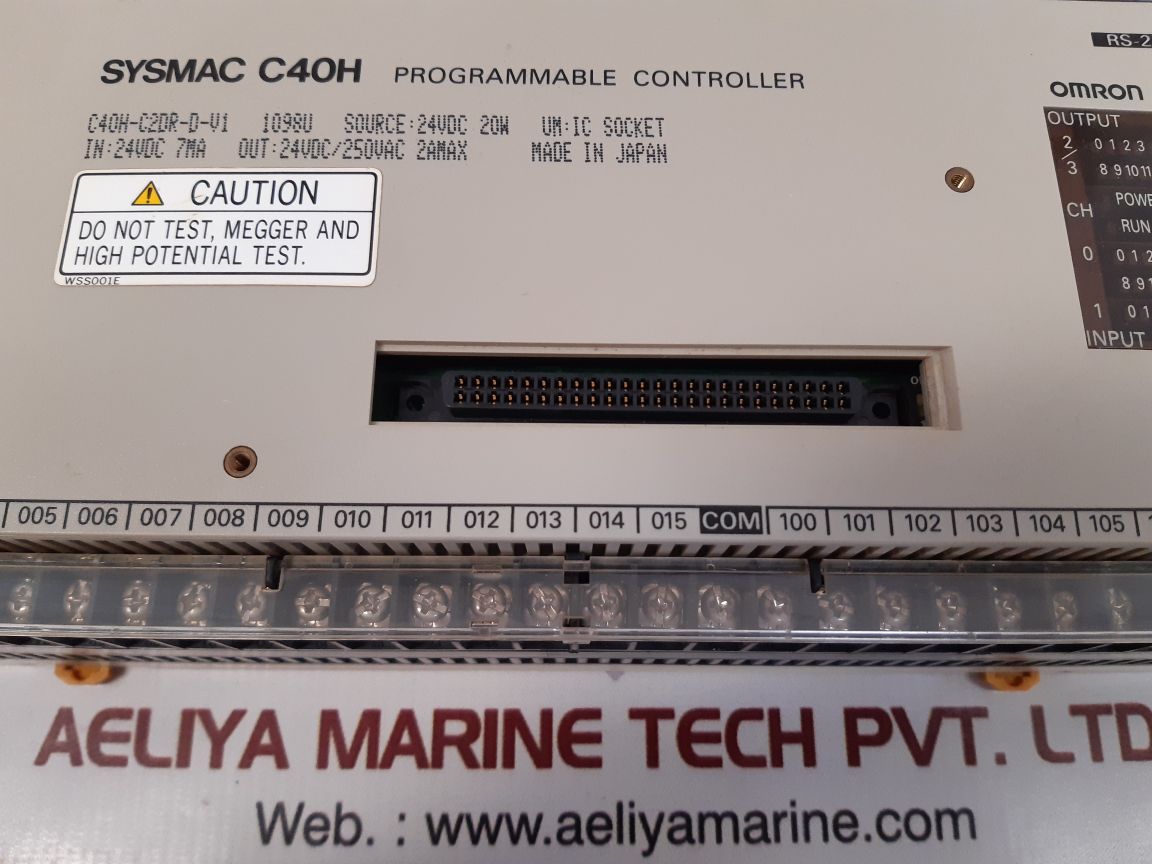 RS-2
SYSMAC C40H PROGRAMMABLE CONTROLLER
OMRON
C40H-C2DR-D-V1 1098U SOURCE:24VDC 20W UM:IC SOCKET
IN:24VDC 7MA OUT:24VDC/250VAC 2AMAX MADE IN JAPAN
CAUTION
DO NOT TEST, MEGGER AND
HIGH POTENTIAL TEST.
WSS001E
OUTPUT
2 0 1 2 3
3 8 9 10 11
POWE
CH
RUN
0 0 1 2
8 9 1
1 0 1
INPUT
005 006 007 008 009 010 011 012 013 014 015 COM 100 101 102 103 104 105 1
AELIYA MARINE TECH PVT. LTD
Web. : www.aeliyamarine.com